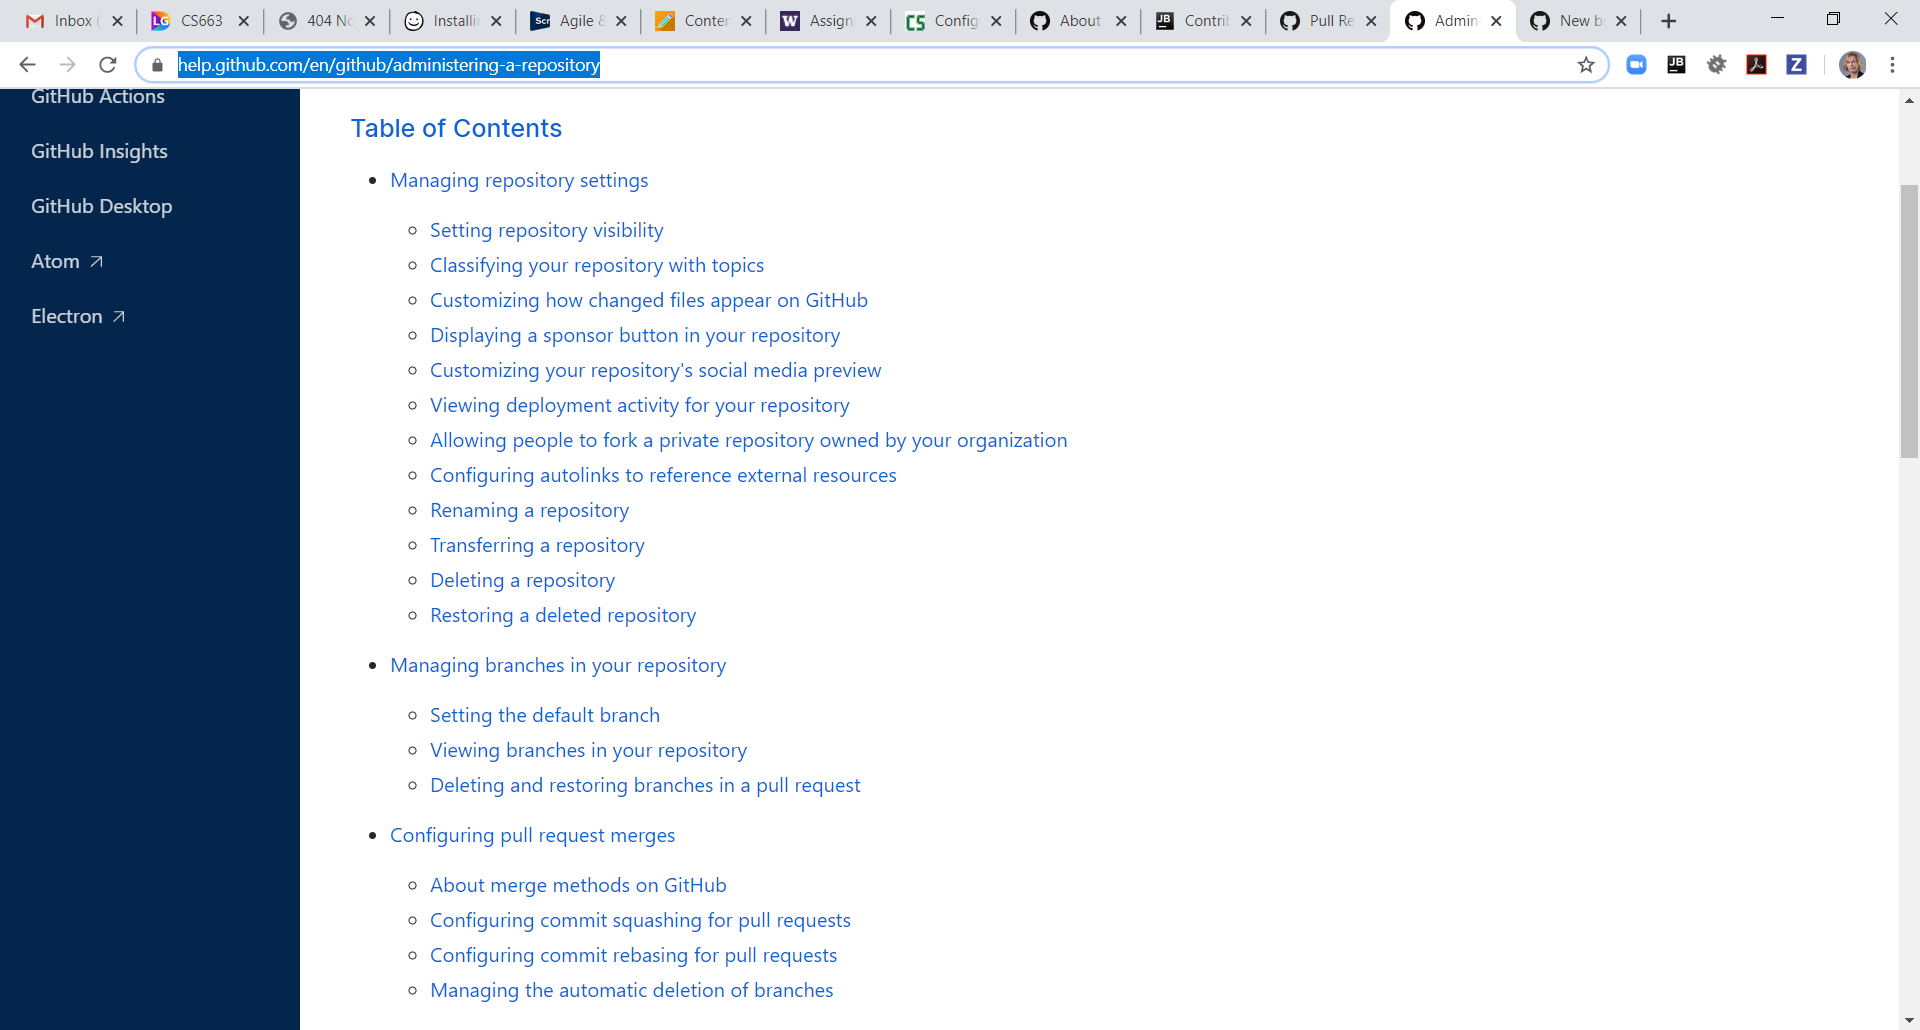 Inbox (
CS663
404 No
Installin
Scr Agile &
Conten
W Assign
CS Config
About
JB Contrib
Pull Re
Admin
New b
help.github.com/en/github/administering-a-repository
GitHub Actions
GitHub Insights
GitHub Desktop
Atom
Electron
Table of Contents
Managing repository settings
Setting repository visibility
Classifying your repository with topics
Customizing how changed files appear on GitHub
Displaying a sponsor button in your repository
Customizing your repository's social media preview
Viewing deployment activity for your repository
Allowing people to fork a private repository owned by your organization
Configuring autolinks to reference external resources
Renaming a repository
Transferring a repository
Deleting a repository
Restoring a deleted repository
Managing branches in your repository
Setting the default branch
Viewing branches in your repository
Deleting and restoring branches in a pull request
Configuring pull request merges
About merge methods on GitHub
Configuring commit squashing for pull requests
Configuring commit rebasing for pull requests
Managing the automatic deletion of branches